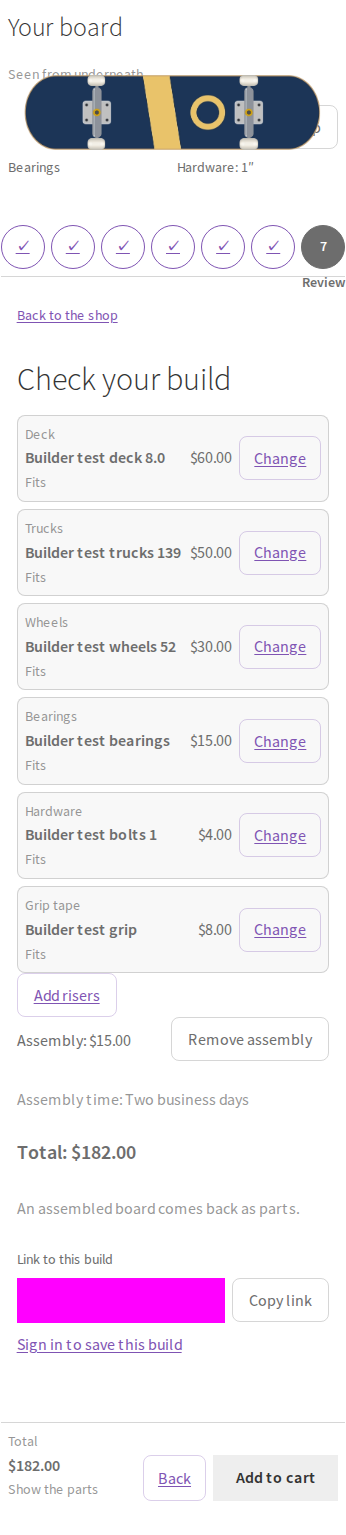 Your board
Seen from underneath
Bearings
Hardware: 1"
✓ ✓ ✓ ✓ ✓ ✓ 7
Review
Back to the shop
Check your build
Deck
Builder test deck 8.0 $60.00 Change
Fits
Trucks
Builder test trucks 139 $50.00 Change
Fits
Wheels
Builder test wheels 52 $30.00 Change
Fits
Bearings
Builder test bearings $15.00 Change
Fits
Hardware
Builder test bolts 1 $4.00 Change
Fits
Grip tape
Builder test grip $8.00 Change
Fits
Add risers
Assembly: $15.00 Remove assembly
Assembly time: Two business days
Total: $182.00
An assembled board comes back as parts.
Link to this build
Copy link
Sign in to save this build
Total
$182.00
Show the parts
Back
Add to cart